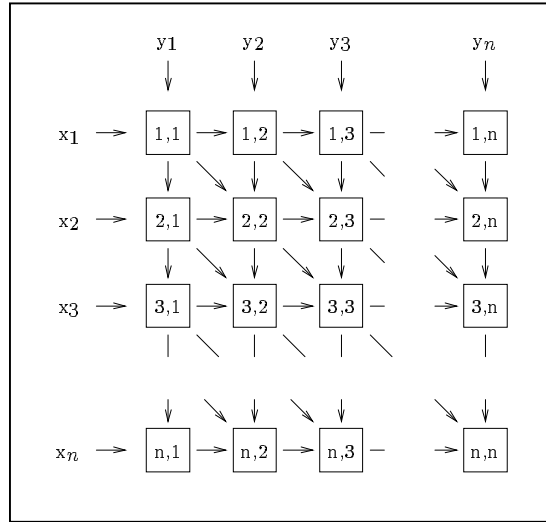 y1 y2 y3 yn
x1 1,1 1,2 1,3 1,n
x2 2,1 2,2 2,3 2,n
x3 3,1 3,2 3,3 3,n
xn n,1 n,2 n,3 n,n